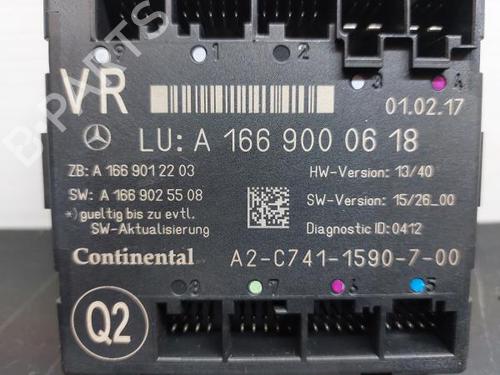 9 1 2 3 4
VR
01.02.17
LU: A 166 900 06 18
ZB: A 166 901 22 03
HW-Version: 13/40
SW: A 166 902 55 08
SW-Version: 15/26_00
*) gueltig bis zu evtl.
SW-Aktualisierung
Diagnostic ID: 0412
Continental
A2-C741-1590-7-00
8 7 6 5
Q2
B-PARTS